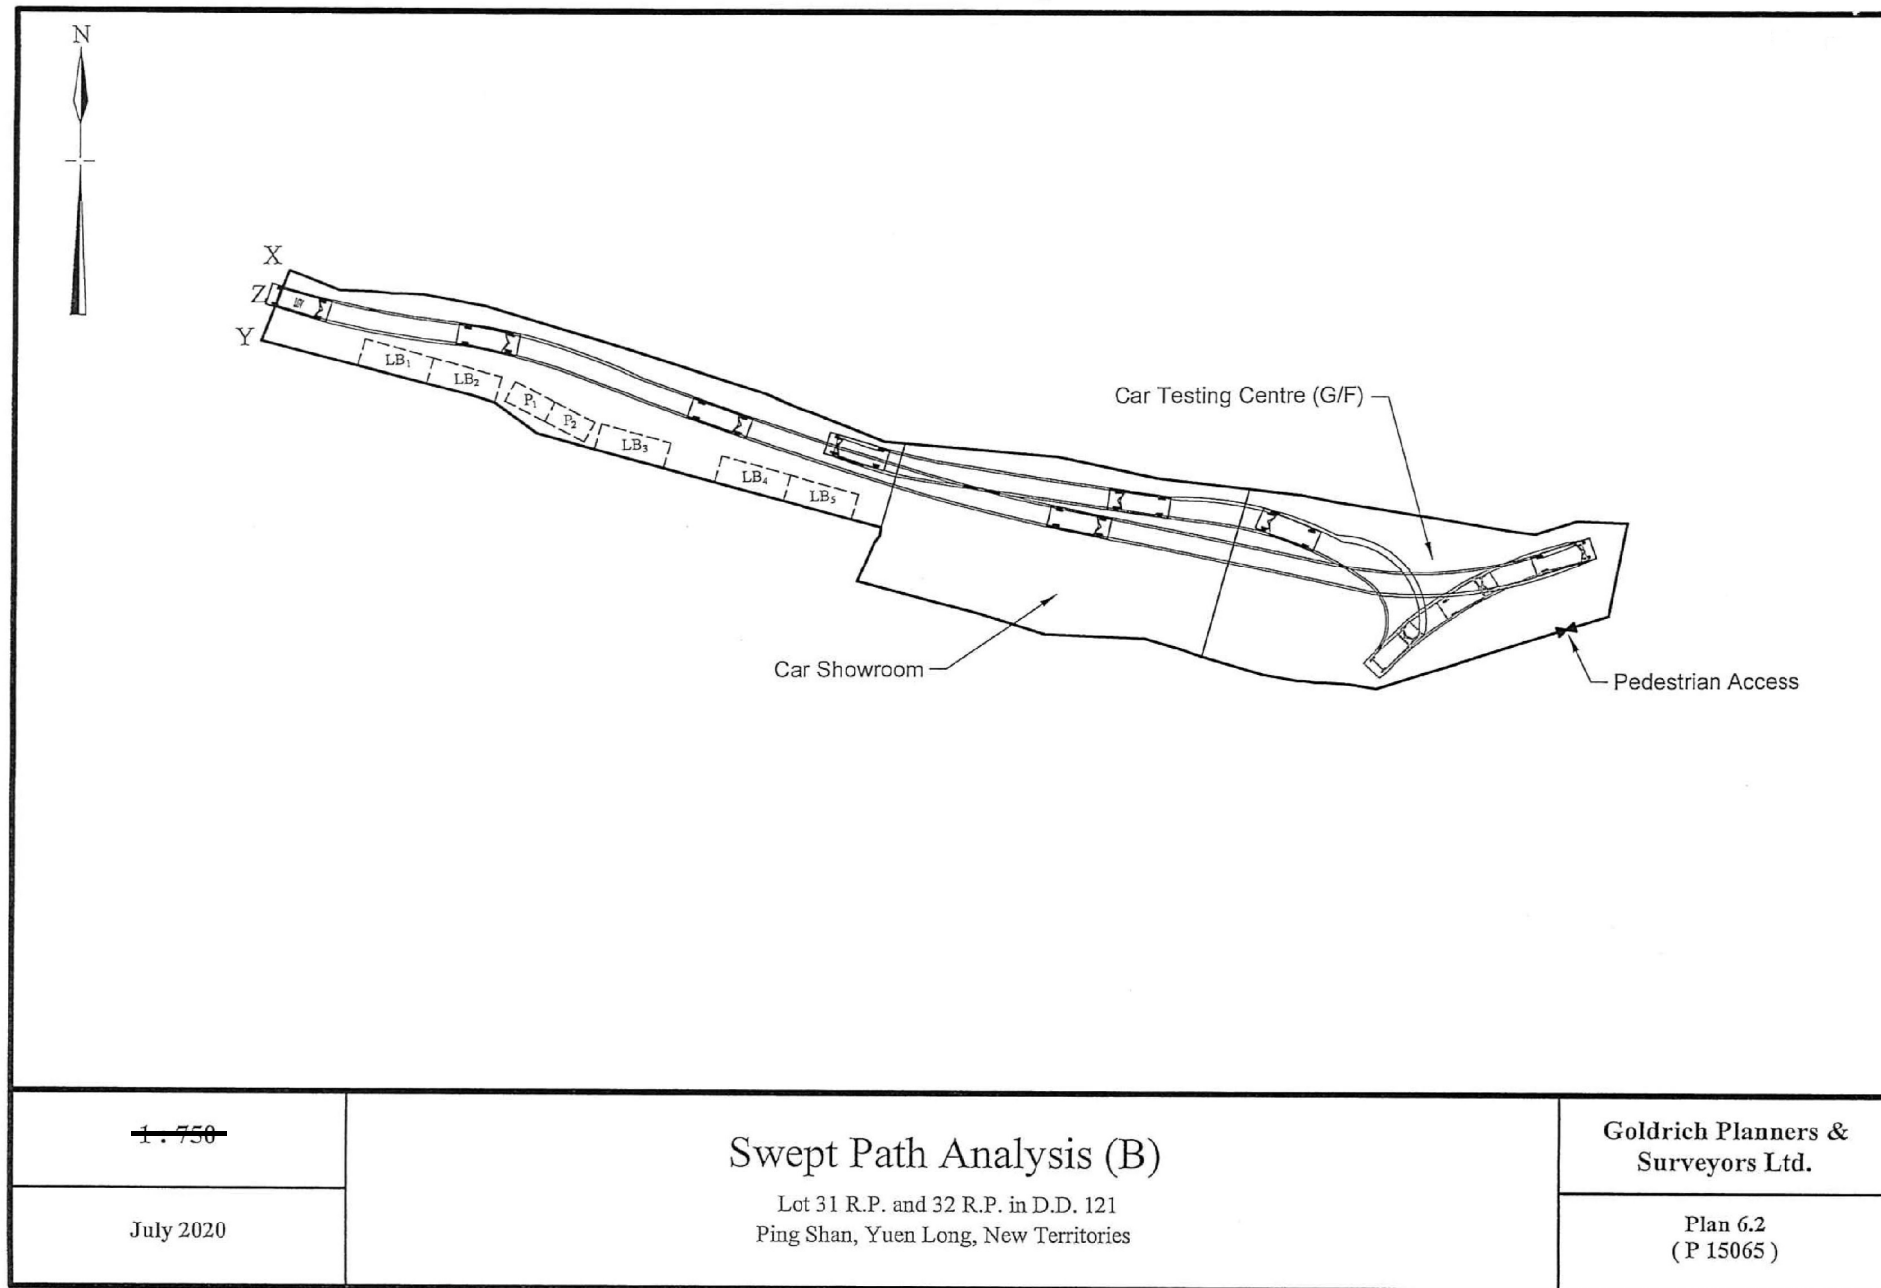 N
X
Z
LGV
Y
LB₁
LB₂
P₁
P₂
LB₃
LB₄
LB₅
Car Testing Centre (G/F)
Car Showroom
Pedestrian Access
1 : 750
July 2020
Swept Path Analysis (B)
Lot 31 R.P. and 32 R.P. in D.D. 121
Ping Shan, Yuen Long, New Territories
Goldrich Planners &
Surveyors Ltd.
Plan 6.2
( P 15065 )